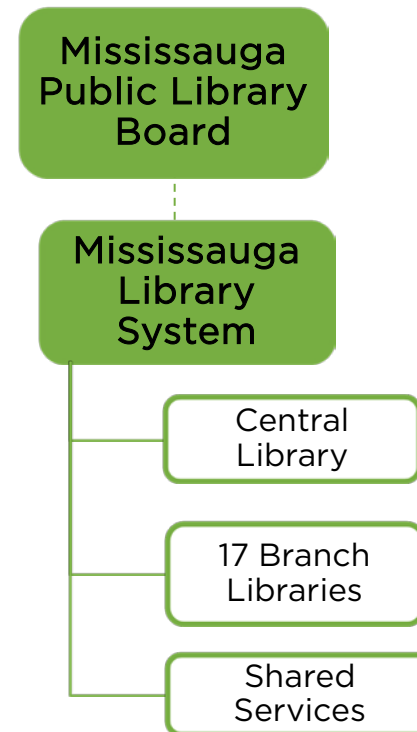 Mississauga
Public Library
Board
Mississauga
Library
System
Central
Library
17 Branch
Libraries
Shared
Services